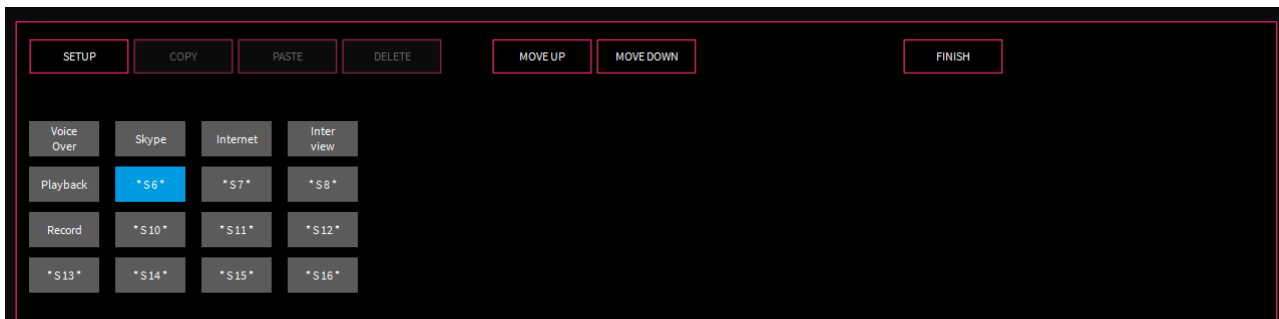 SETUP COPY PASTE DELETE MOVE UP MOVE DOWN FINISH
Voice Over Skype Internet Inter view
Playback *S6* *S7* *S8*
Record *S10* *S11* *S12*
*S13* *S14* *S15* *S16*